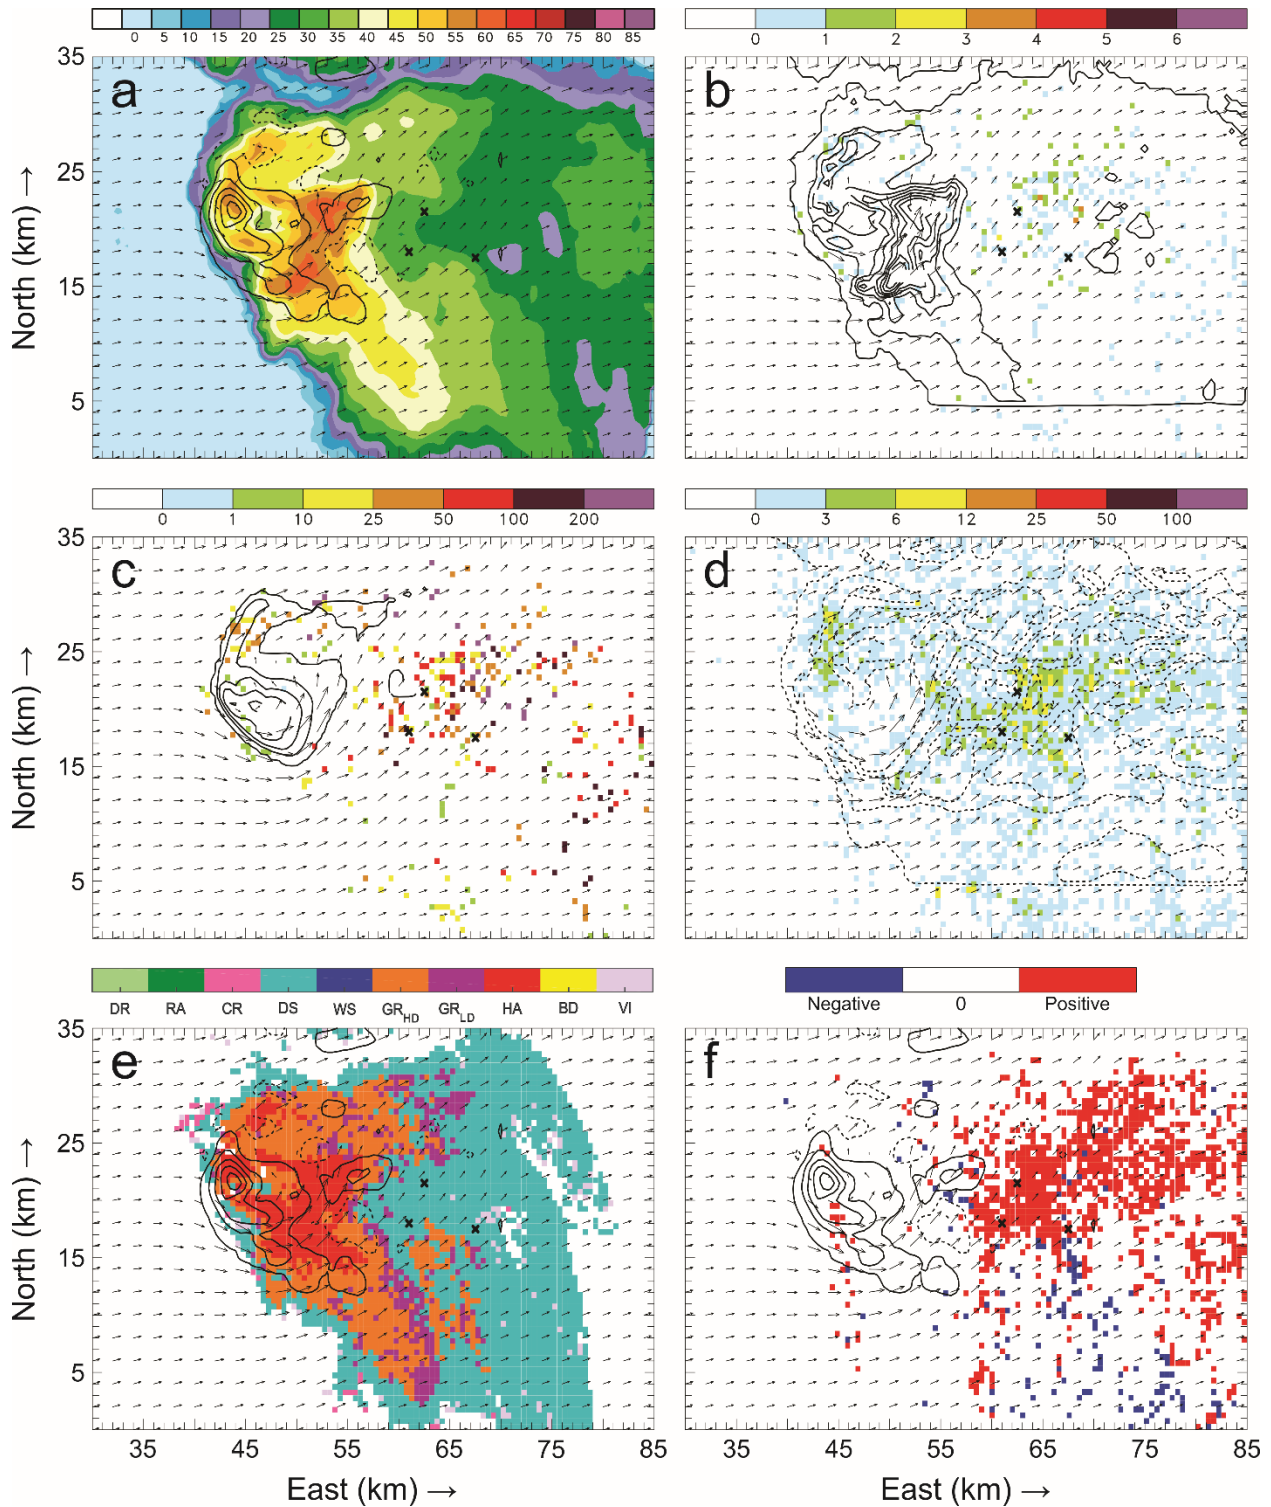 0 5 10 15 20 25 30 35 40 45 50 55 60 65 70 75 80 85
0 1 2 3 4 5 6
35
a
b
25
North (km) →
15
5
0 1 10 25 50 100 200
0 3 6 12 25 50 100
35
c
d
25
North (km) →
15
5
DR RA CR DS WS GR HD GR LD HA BD VI
Negative 0 Positive
35
e
f
25
North (km) →
15
5
35 45 55 65 75 85
35 45 55 65 75 85
East (km) →
East (km) →